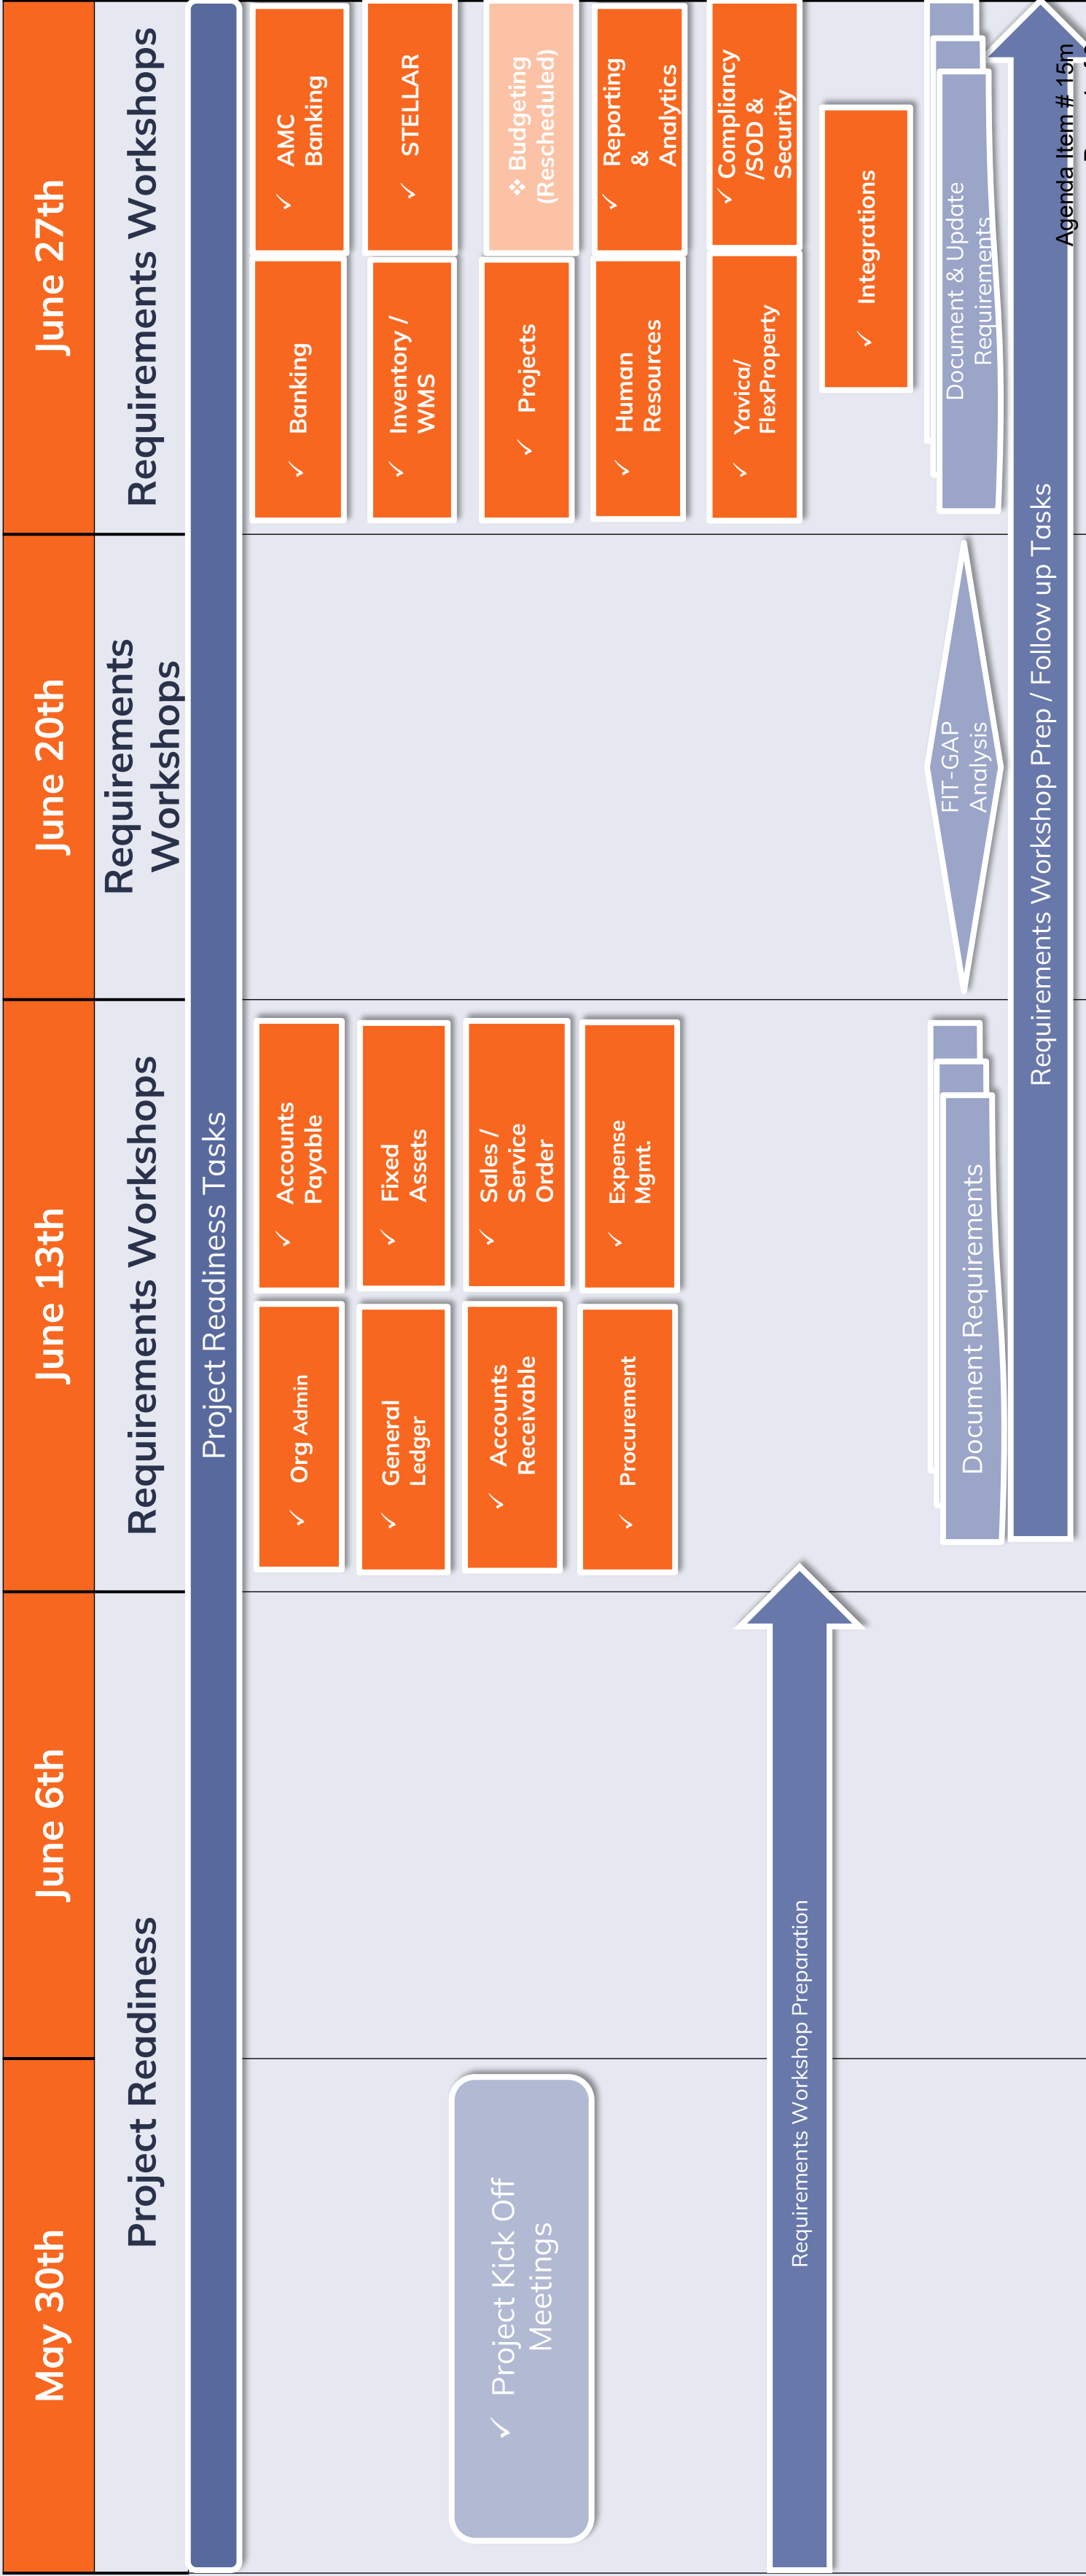 May 30th
June 6th
June 13th
June 20th
June 27th
Project Readiness
Requirements Workshops
Requirements
Workshops
Requirements Workshops
Project Readiness Tasks
✓ Project Kick Off
Meetings
Requirements Workshop Preparation
✓ Org Admin
✓ Accounts
Payable
✓ General
Ledger
✓ Fixed
Assets
✓ Accounts
Receivable
✓ Sales /
Service
Order
✓ Procurement
✓ Expense
Mgmt.
Document Requirements
FIT-GAP
Analysis
✓ Banking
✓ AMC
Banking
✓ Inventory /
WMS
✓ STELLAR
✓ Projects
❖ Budgeting
(Rescheduled)
✓ Human
Resources
✓ Reporting
&
Analytics
✓ Yavica/
FlexProperty
✓ Compliancy
/SOD &
Security
✓ Integrations
Document & Update
Requirements
Requirements Workshop Prep / Follow up Tasks
Agenda Item # 15m